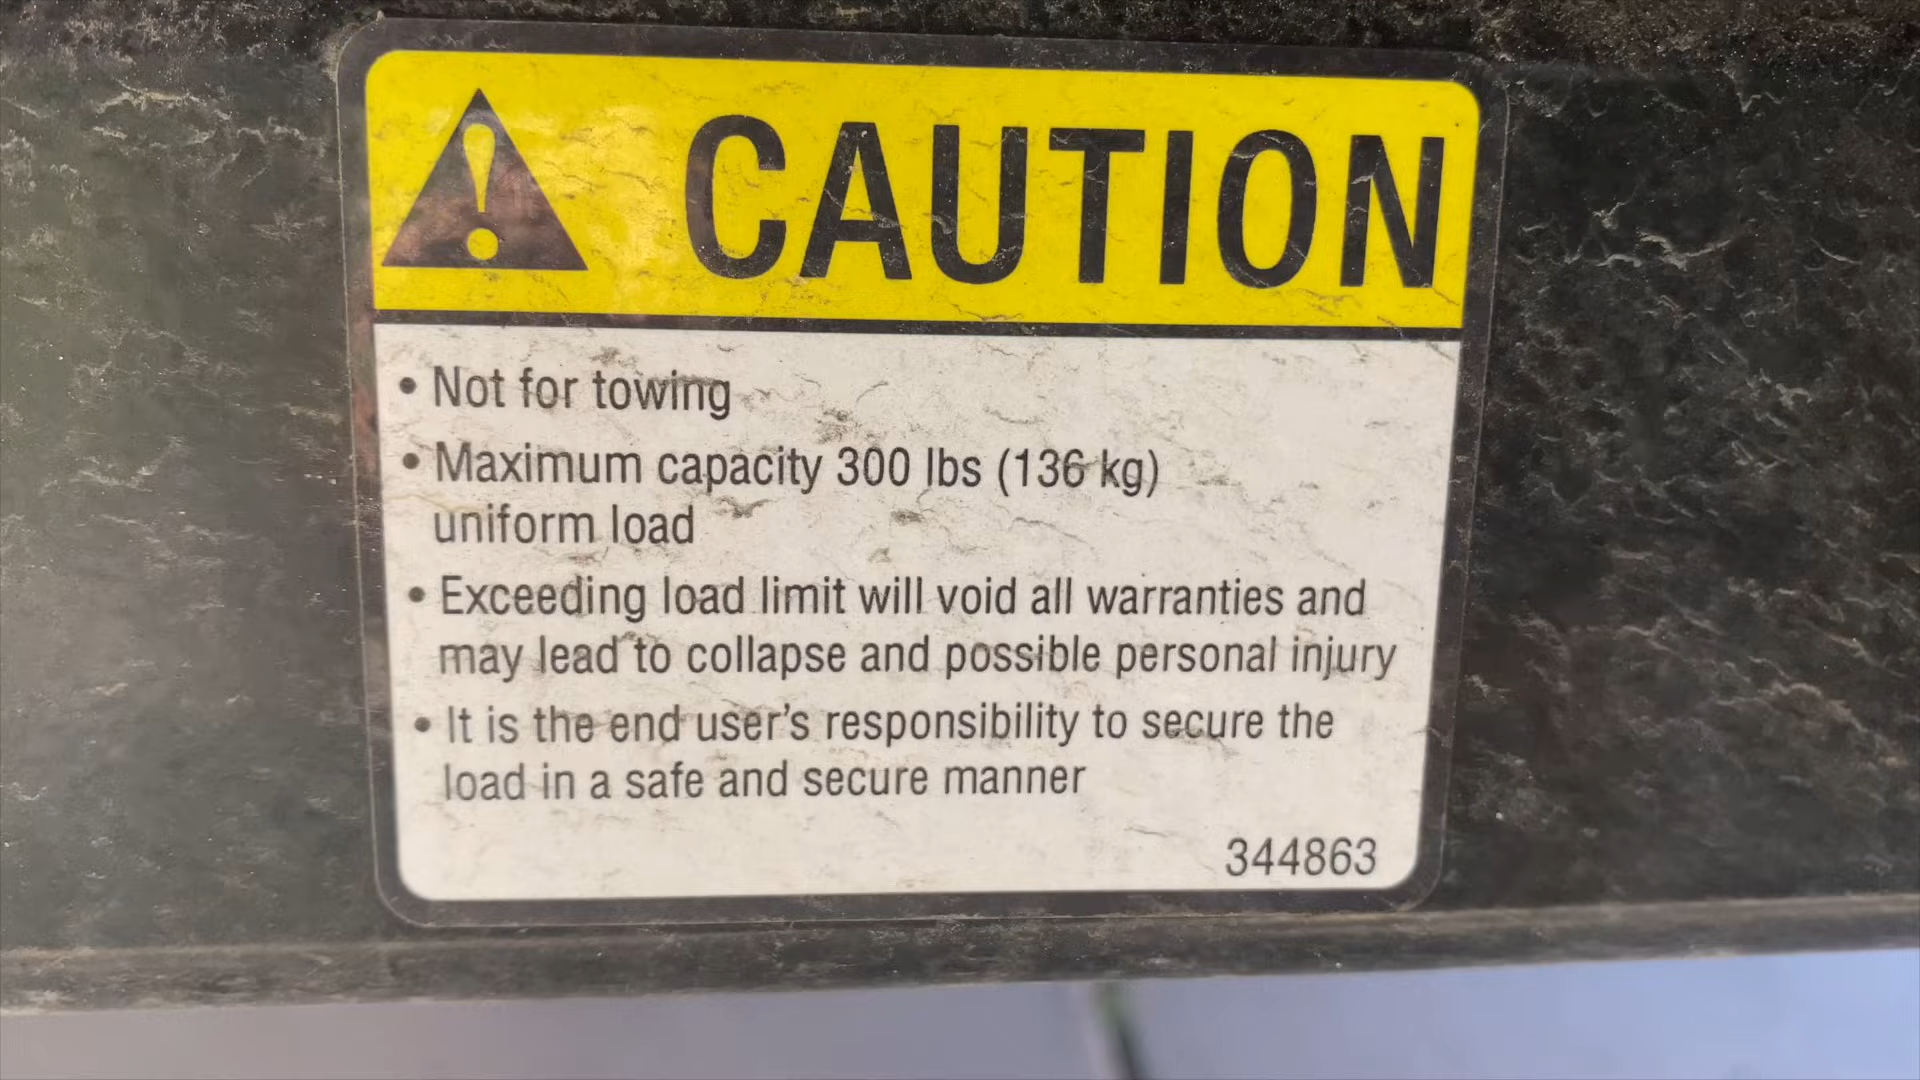 CAUTION
• Not for towing
• Maximum capacity 300 lbs (136 kg)
uniform load
• Exceeding load limit will void all warranties and
may lead to collapse and possible personal injury
• It is the end user's responsibility to secure the
load in a safe and secure manner
344863